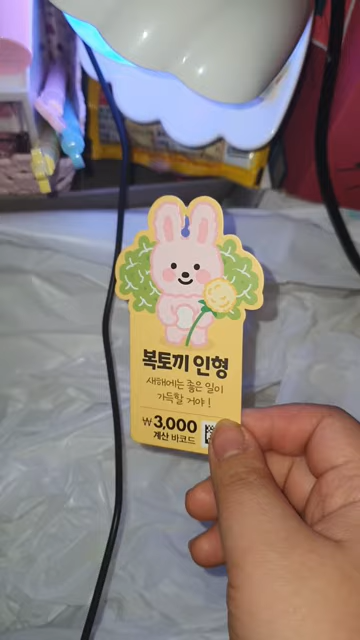 복토끼 인형
새해에는 좋은 일이
가득할 거야!
₩3,000
계산 바코드